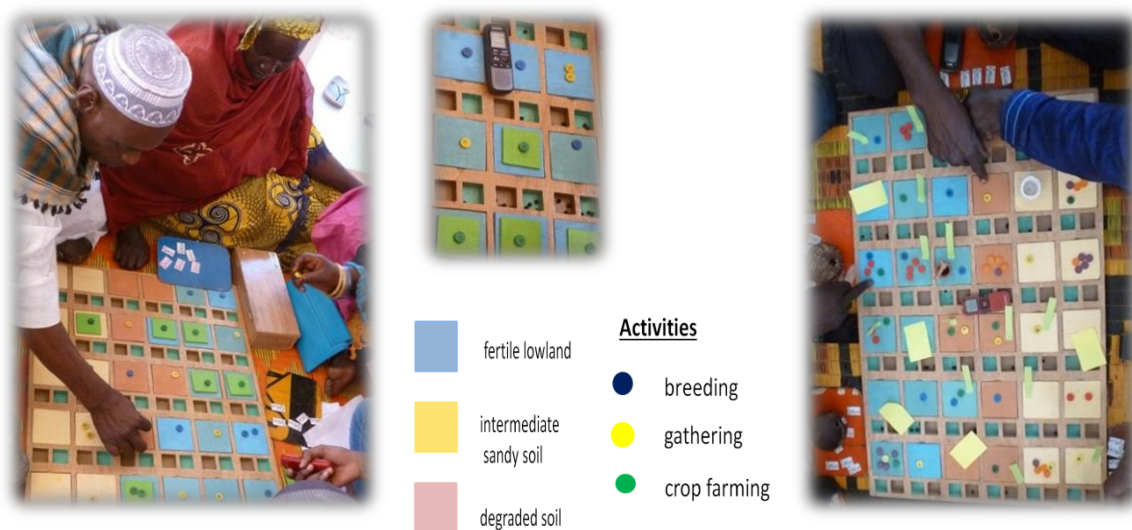 fertile lowland
intermediate
sandy soil
degraded soil
Activities
breeding
gathering
crop farming